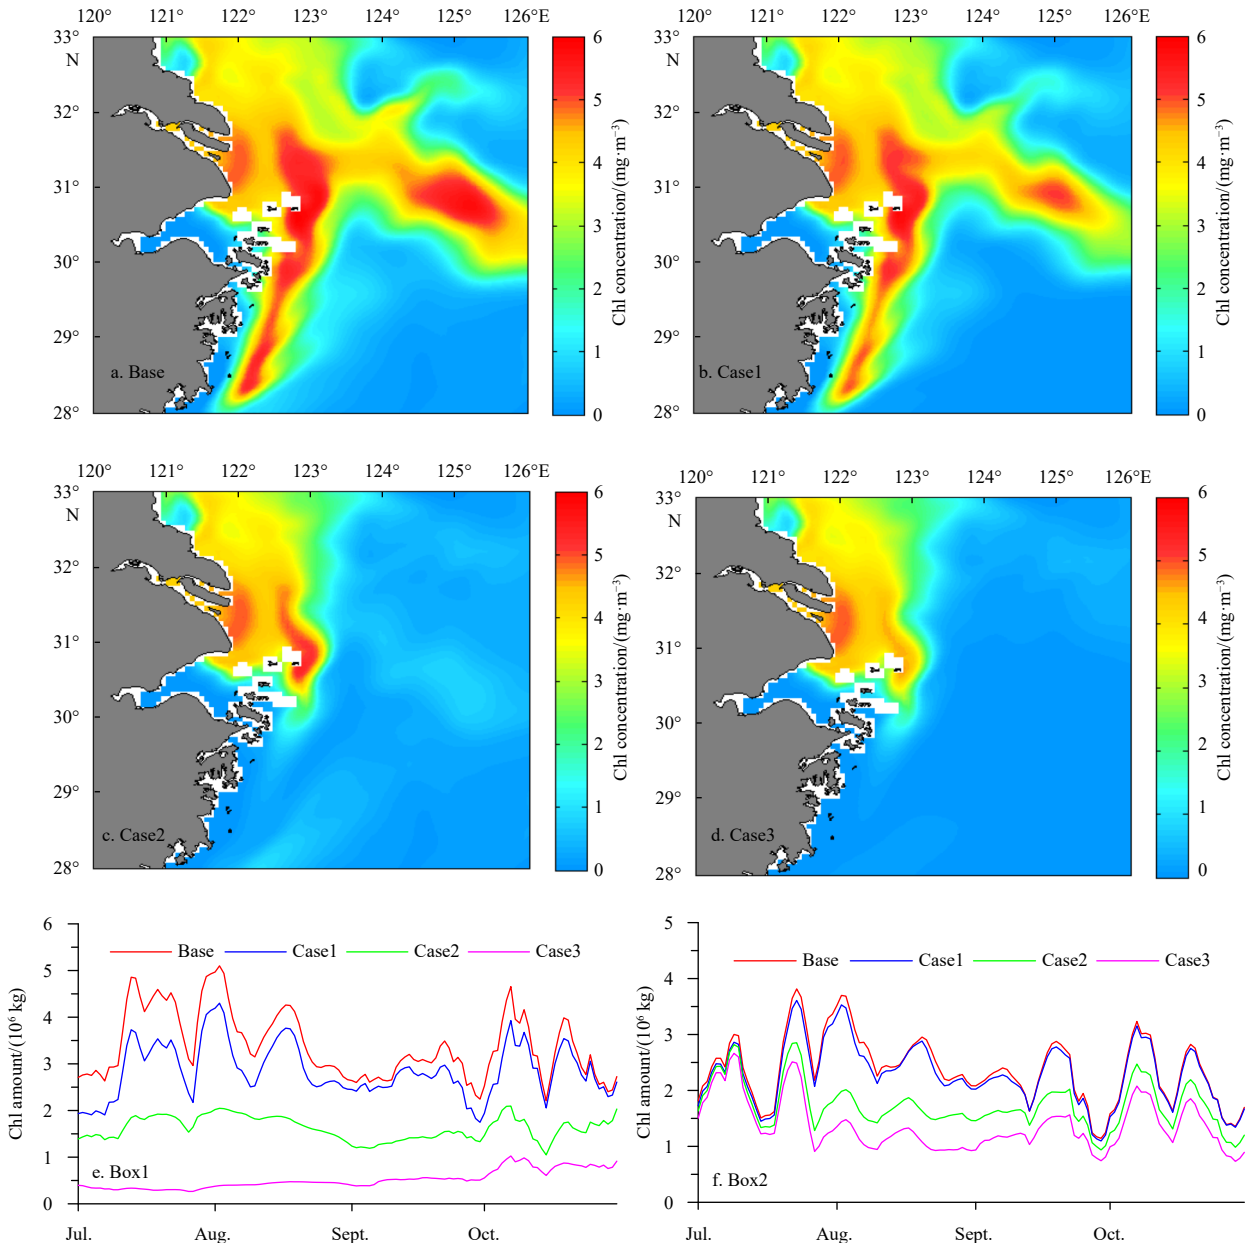 120° 121° 122° 123° 124° 125° 126°E
33°
N
32°
31°
30°
29°
28°
a. Base
6
5
4
3
2
1
0
Chl concentration/(mg·m⁻³)
120° 121° 122° 123° 124° 125° 126°E
33°
N
32°
31°
30°
29°
28°
b. Case1
6
5
4
3
2
1
0
Chl concentration/(mg·m⁻³)
120° 121° 122° 123° 124° 125° 126°E
33°
N
32°
31°
30°
29°
28°
c. Case2
6
5
4
3
2
1
0
Chl concentration/(mg·m⁻³)
120° 121° 122° 123° 124° 125° 126°E
33°
N
32°
31°
30°
29°
28°
d. Case3
6
5
4
3
2
1
0
Chl concentration/(mg·m⁻³)
Chl amount/(10⁶ kg)
6
5
4
3
2
1
0
Base Case1 Case2 Case3
e. Box1
Jul. Aug. Sept. Oct.
Chl amount/(10⁶ kg)
5
4
3
2
1
0
Base Case1 Case2 Case3
f. Box2
Jul. Aug. Sept. Oct.